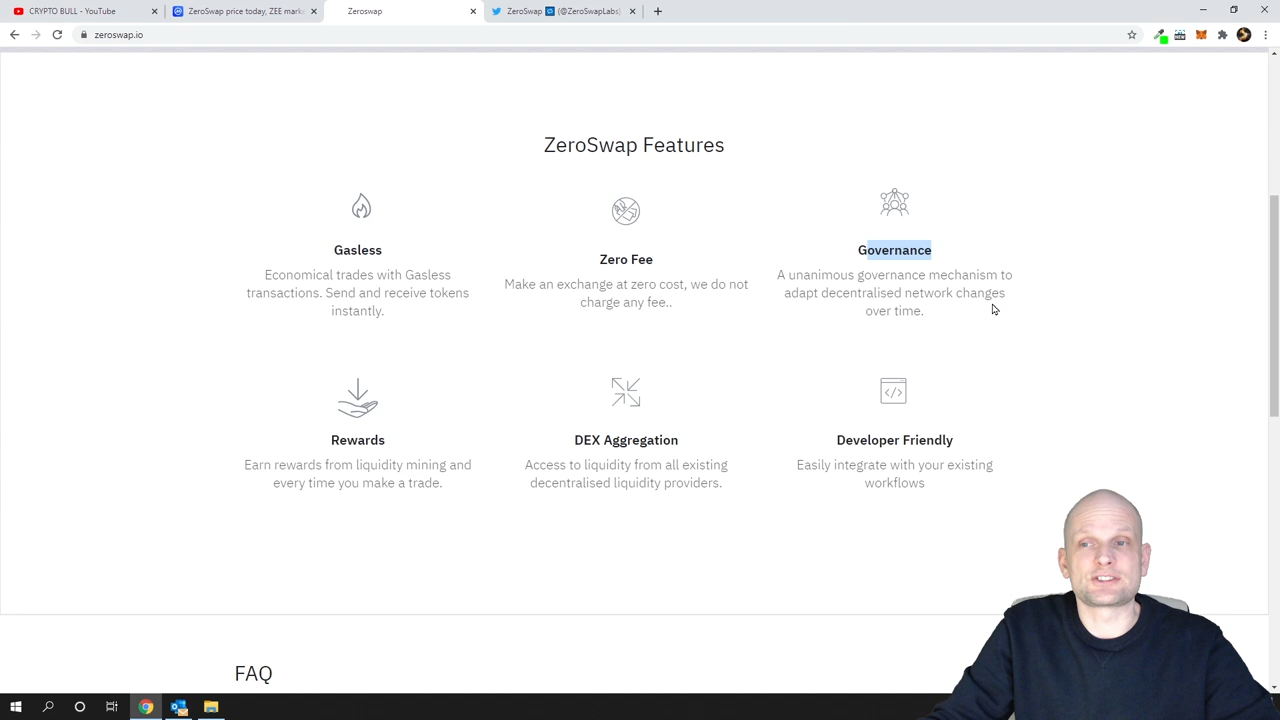 CRYPTO BULL - YouTube
ZeroSwap price today, ZEE mark
Zeroswap
ZeroSwap (@ZeroSwapLabs)
zeroswap.io
ZeroSwap Features
Gasless
Economical trades with Gasless
transactions. Send and receive tokens
instantly.
Zero Fee
Make an exchange at zero cost, we do not
charge any fee..
Governance
A unanimous governance mechanism to
adapt decentralised network changes
over time.
Rewards
Earn rewards from liquidity mining and
every time you make a trade.
DEX Aggregation
Access to liquidity from all existing
decentralised liquidity providers.
Developer Friendly
Easily integrate with your existing
workflows
FAQ